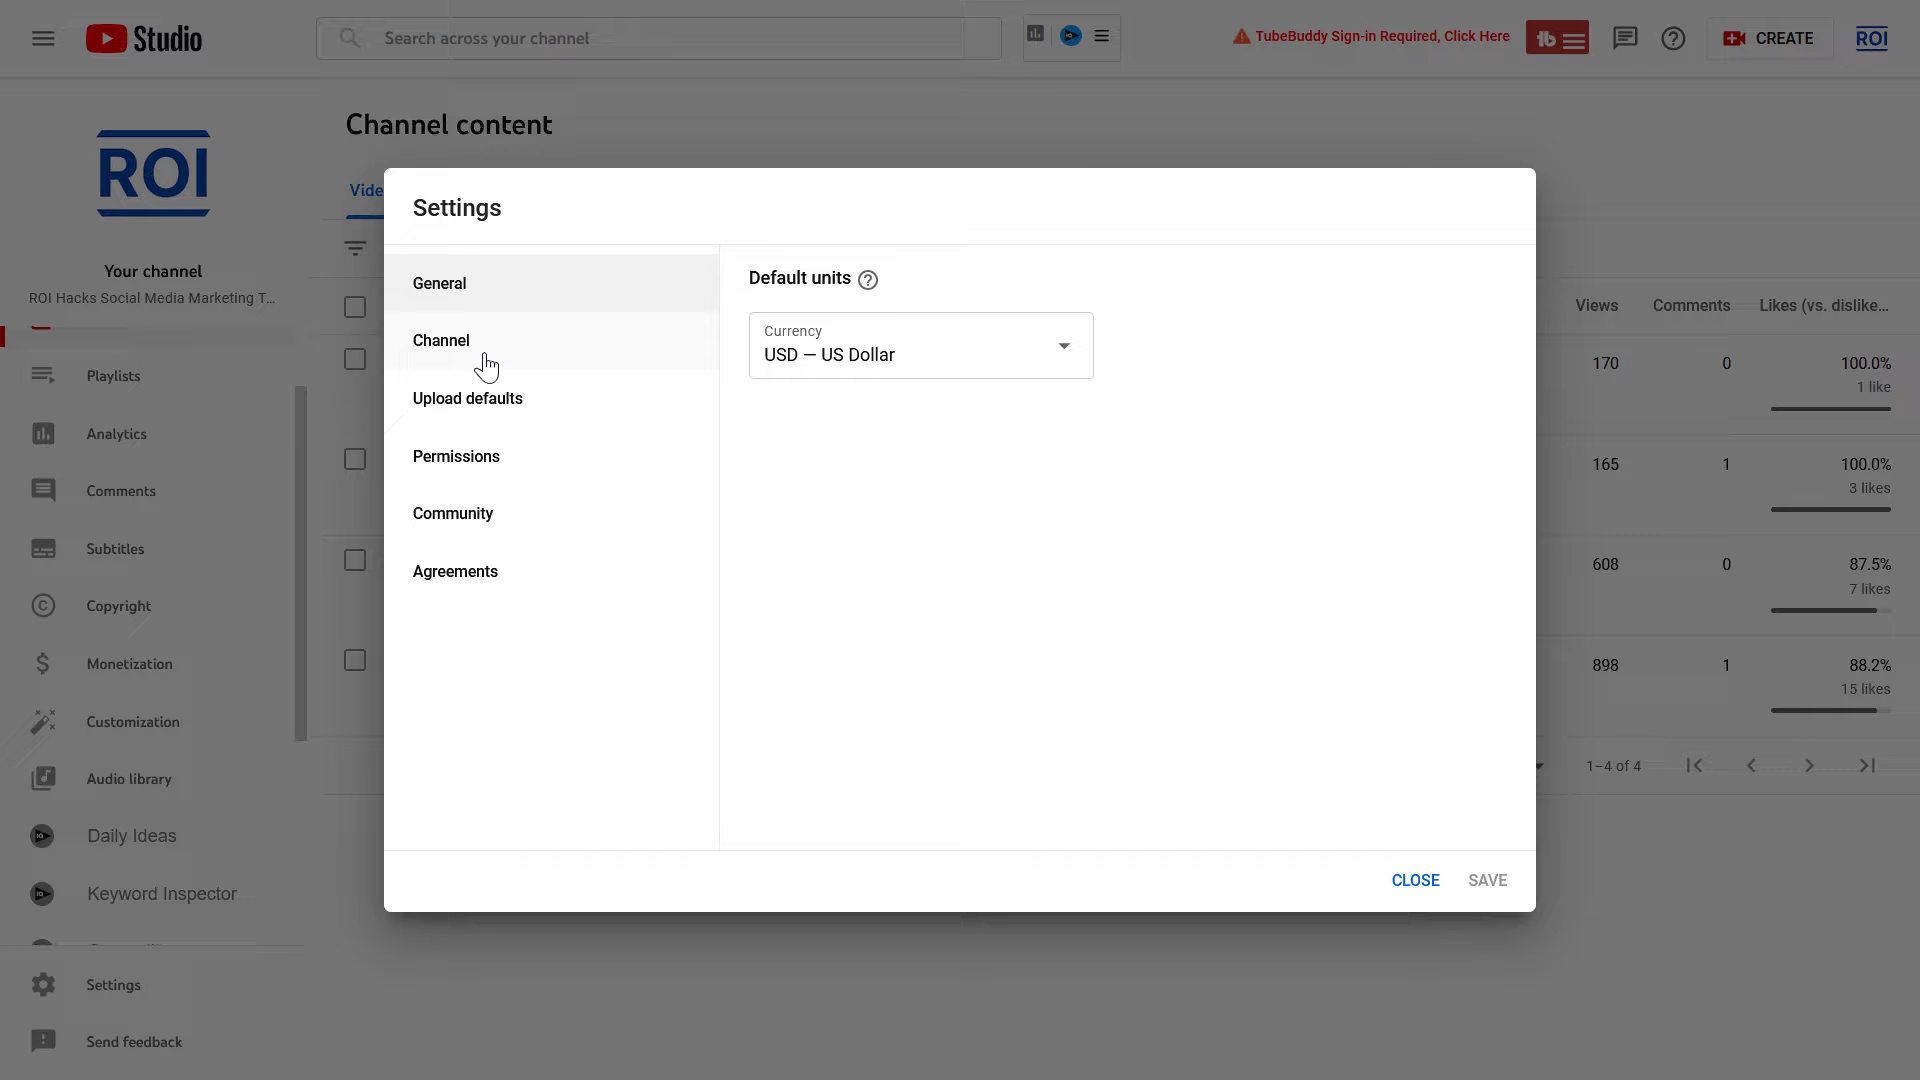 Studio
Search across your channel
IQ
TubeBuddy Sign-in Required, Click Here
tb
CREATE
ROI
ROI
Your channel
ROI Hacks Social Media Marketing T...
Playlists
Analytics
Comments
Subtitles
Copyright
Monetization
Customization
Audio library
Daily Ideas
Keyword Inspector
Settings
Send feedback
Channel content
Vide
Settings
General
Channel
Upload defaults
Permissions
Community
Agreements
Default units
Currency
USD — US Dollar
CLOSE
SAVE
Views
Comments
Likes (vs. dislike...
170
0
100.0%
1 like
165
1
100.0%
3 likes
608
0
87.5%
7 likes
898
1
88.2%
15 likes
1–4 of 4